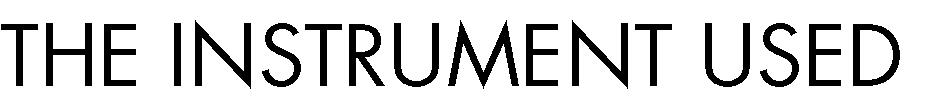 THE INSTRUMENT USED